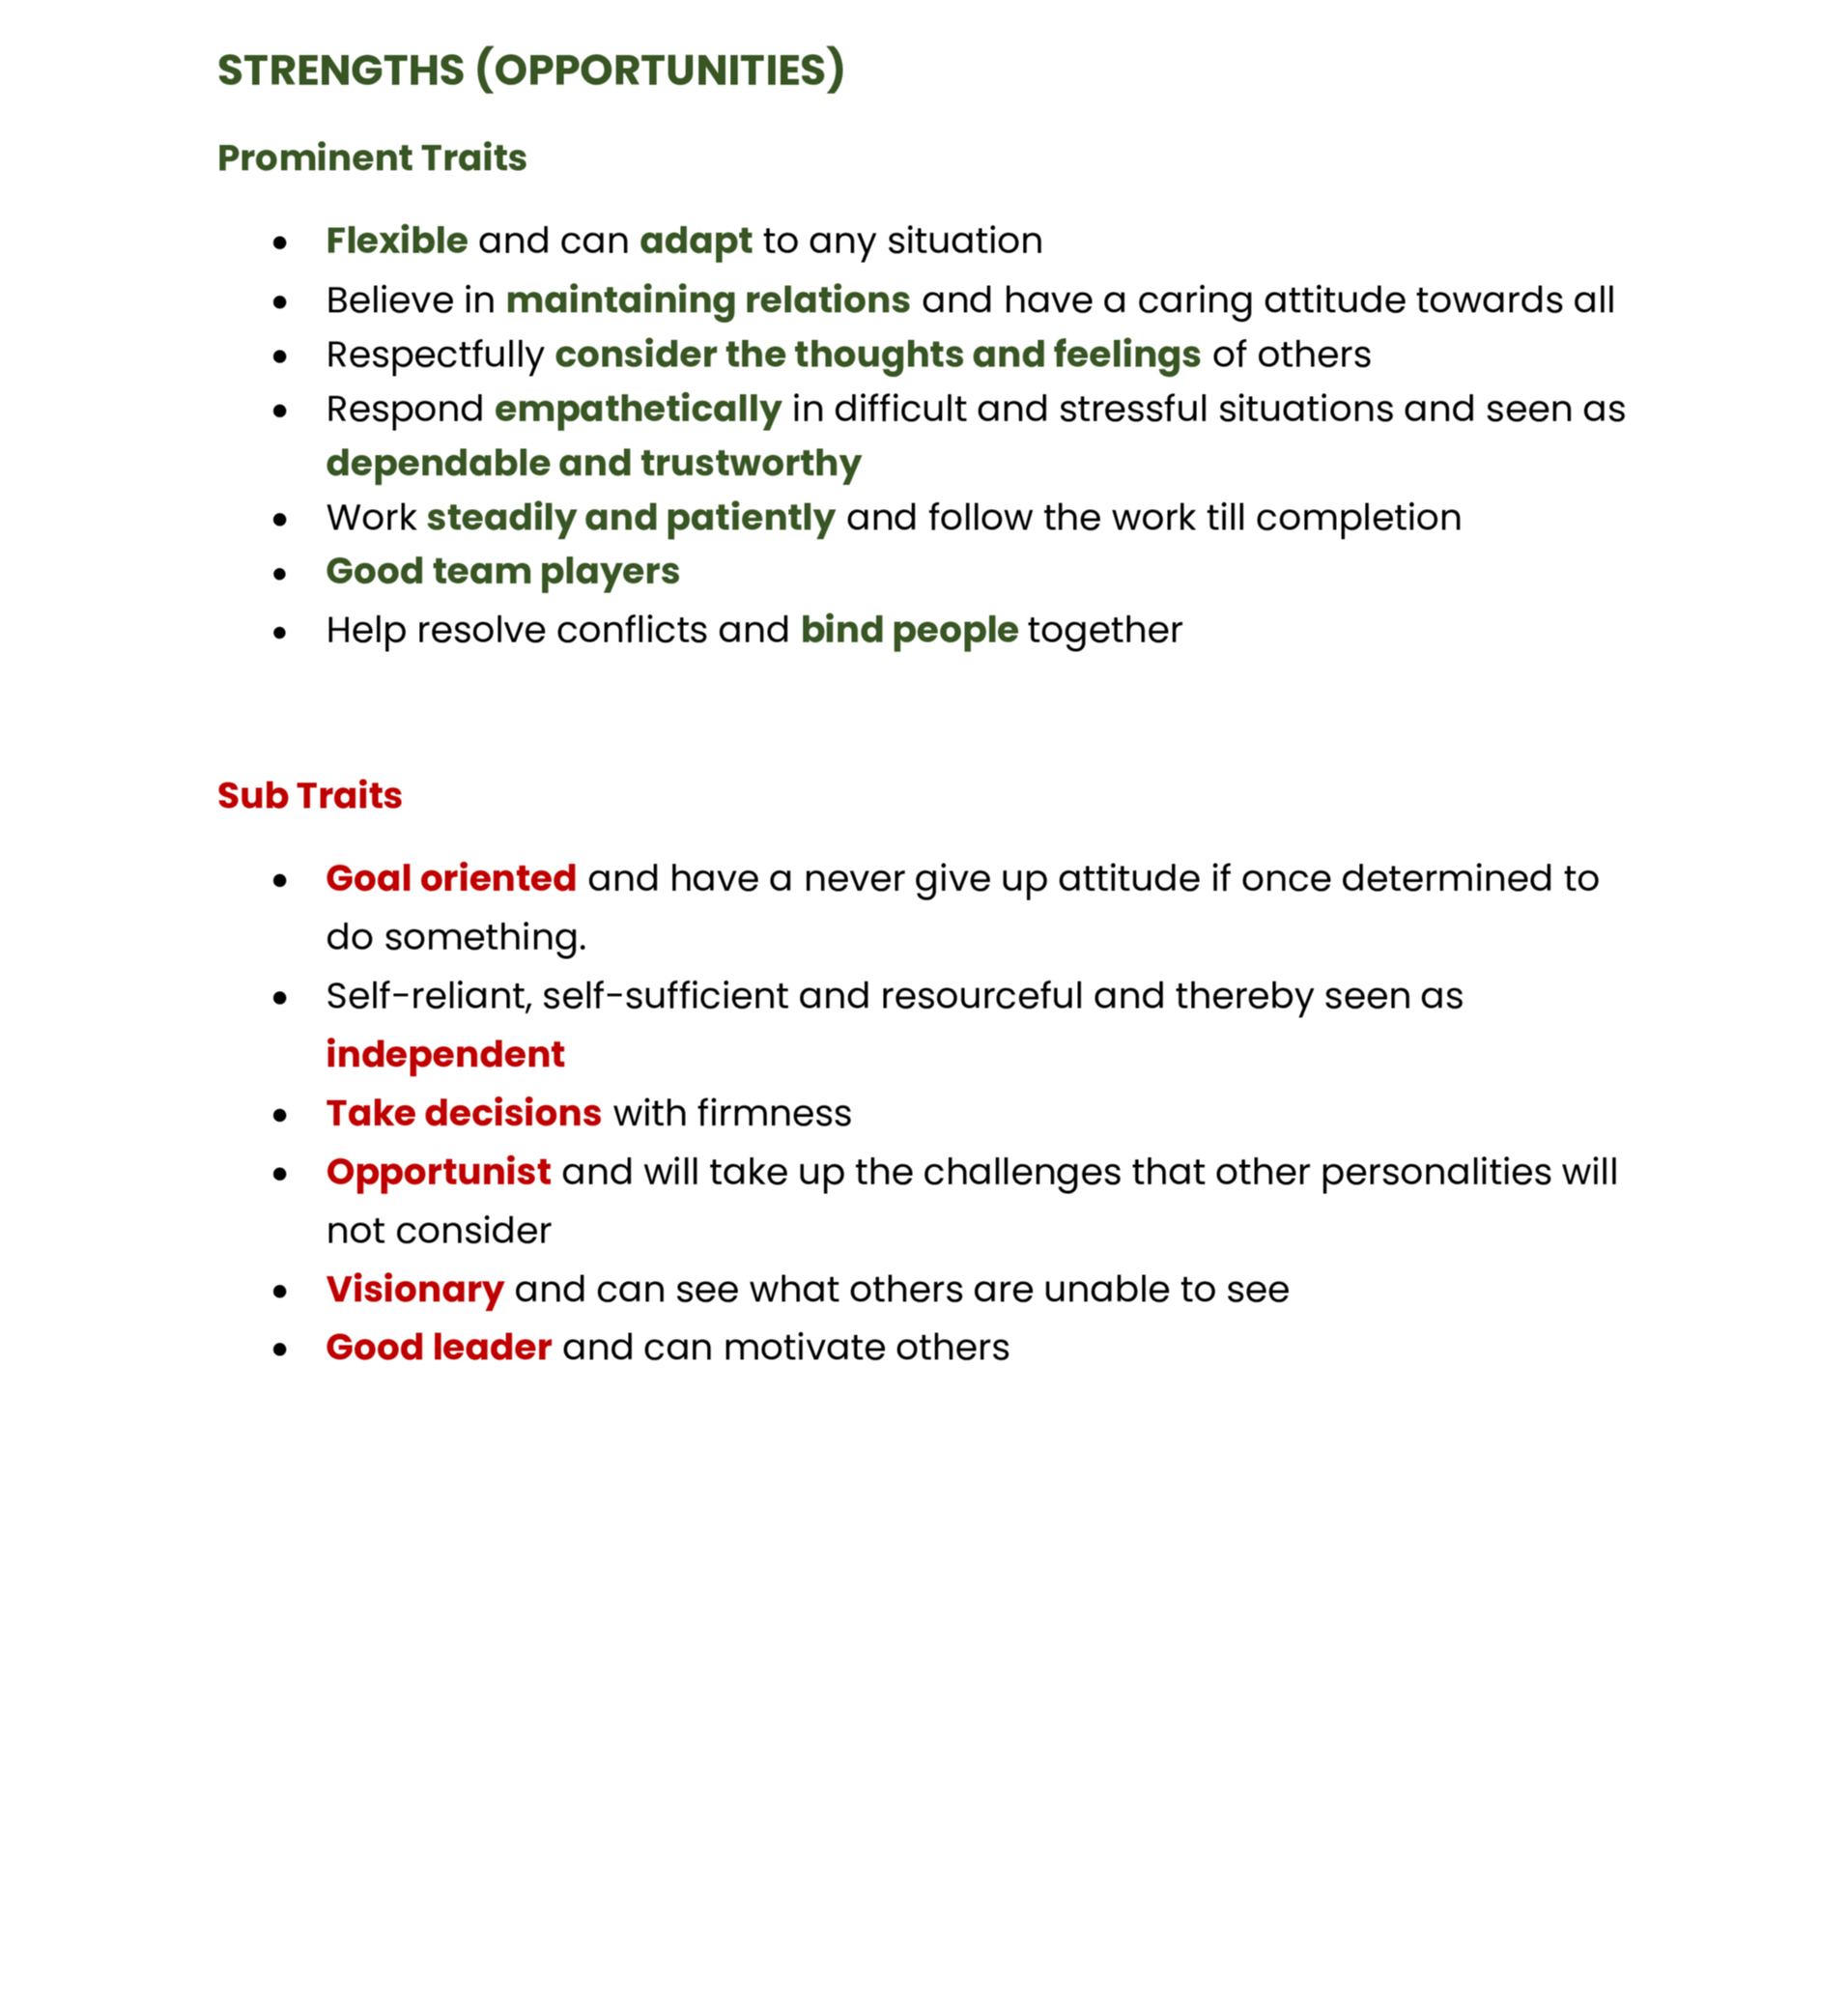 STRENGTHS (OPPORTUNITIES)
Prominent Traits
• Flexible and can adapt to any situation
• Believe in maintaining relations and have a caring attitude towards all
• Respectfully consider the thoughts and feelings of others
• Respond empathetically in difficult and stressful situations and seen as
dependable and trustworthy
• Work steadily and patiently and follow the work till completion
• Good team players
• Help resolve conflicts and bind people together
Sub Traits
• Goal oriented and have a never give up attitude if once determined to
do something.
• Self-reliant, self-sufficient and resourceful and thereby seen as
independent
• Take decisions with firmness
• Opportunist and will take up the challenges that other personalities will
not consider
• Visionary and can see what others are unable to see
• Good leader and can motivate others